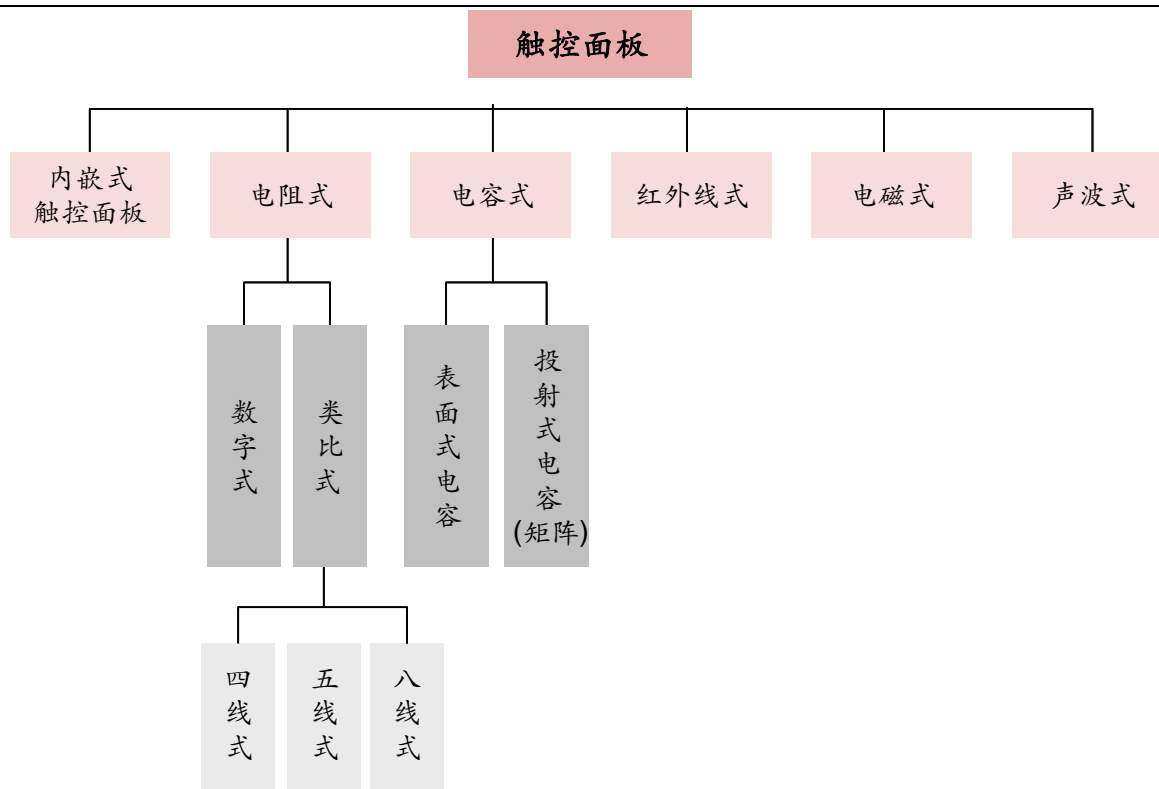 触控面板
内嵌式
触控面板
电阻式
电容式
红外线式
电磁式
声波式
数字式
类比式
表面式电容
投射式电容
(矩阵)
四线式
五线式
八线式